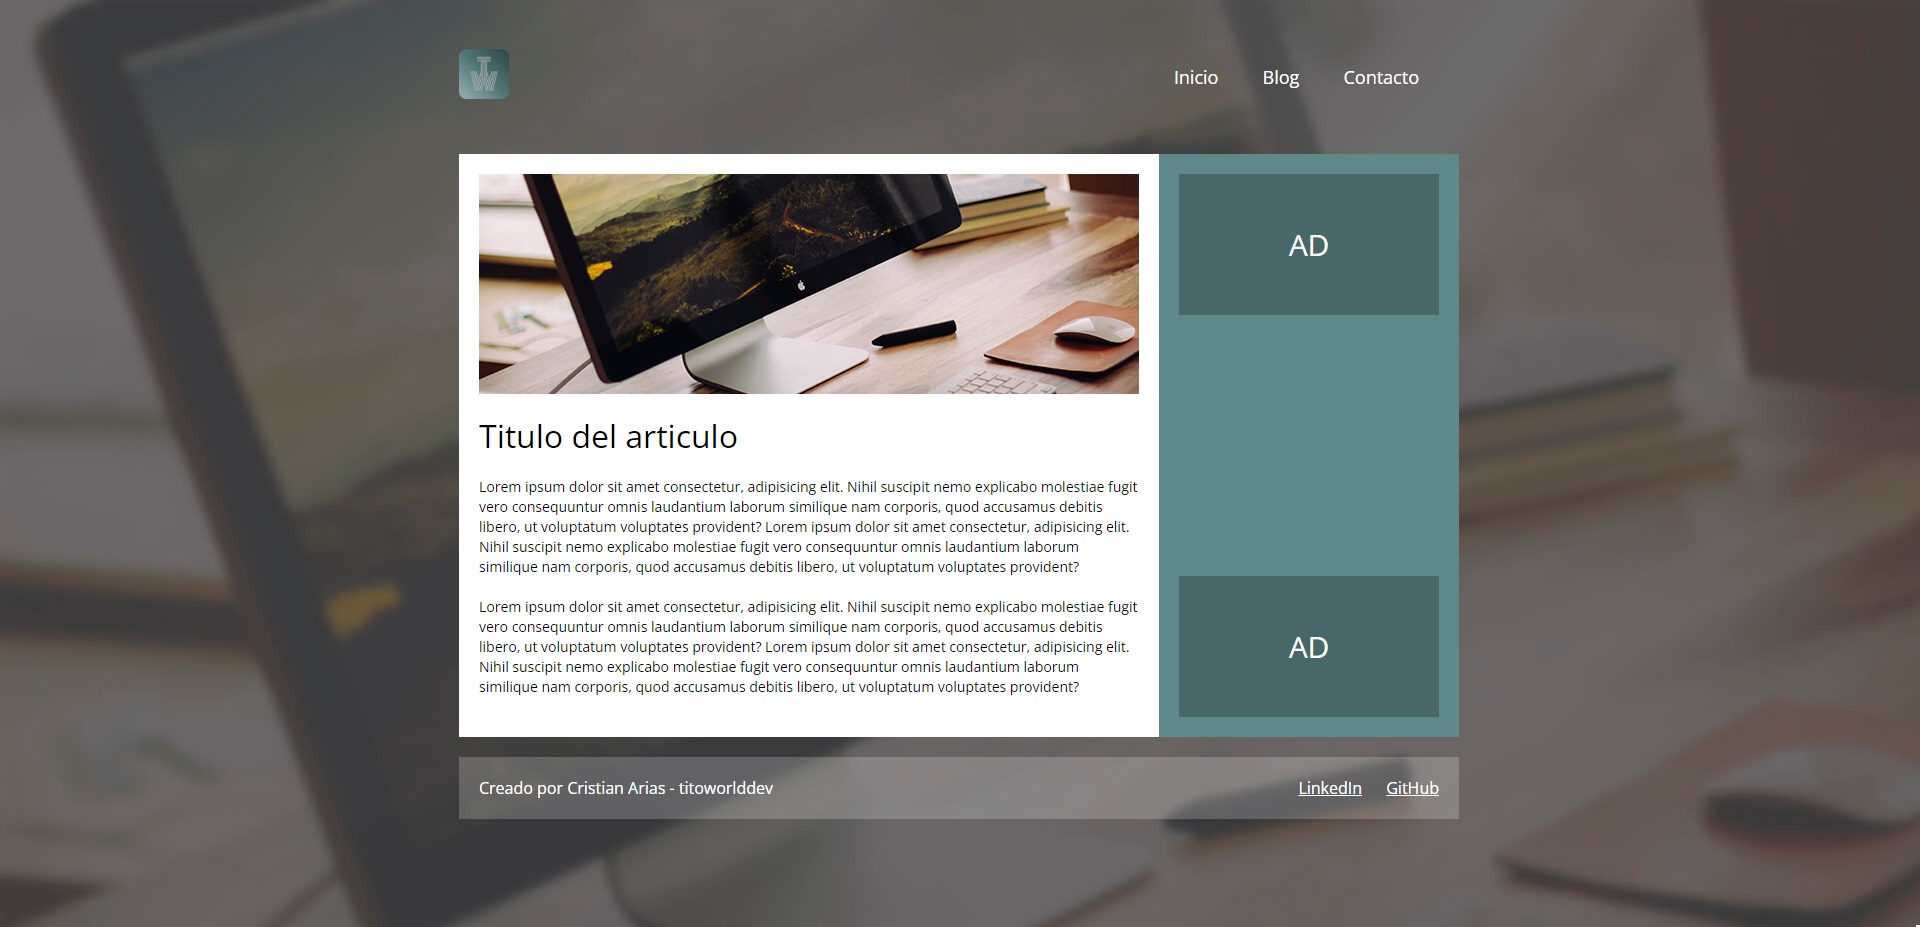 TW
Inicio Blog Contacto
AD
Titulo del articulo
Lorem ipsum dolor sit amet consectetur, adipisicing elit. Nihil suscipit nemo explicabo molestiae fugit
vero consequuntur omnis laudantium laborum similique nam corporis, quod accusamus debitis
libero, ut voluptatum voluptates provident? Lorem ipsum dolor sit amet consectetur, adipisicing elit.
Nihil suscipit nemo explicabo molestiae fugit vero consequuntur omnis laudantium laborum
similique nam corporis, quod accusamus debitis libero, ut voluptatum voluptates provident?
Lorem ipsum dolor sit amet consectetur, adipisicing elit. Nihil suscipit nemo explicabo molestiae fugit
vero consequuntur omnis laudantium laborum similique nam corporis, quod accusamus debitis
libero, ut voluptatum voluptates provident? Lorem ipsum dolor sit amet consectetur, adipisicing elit.
Nihil suscipit nemo explicabo molestiae fugit vero consequuntur omnis laudantium laborum
similique nam corporis, quod accusamus debitis libero, ut voluptatum voluptates provident?
AD
Creado por Cristian Arias - titoworlddev
LinkedIn GitHub